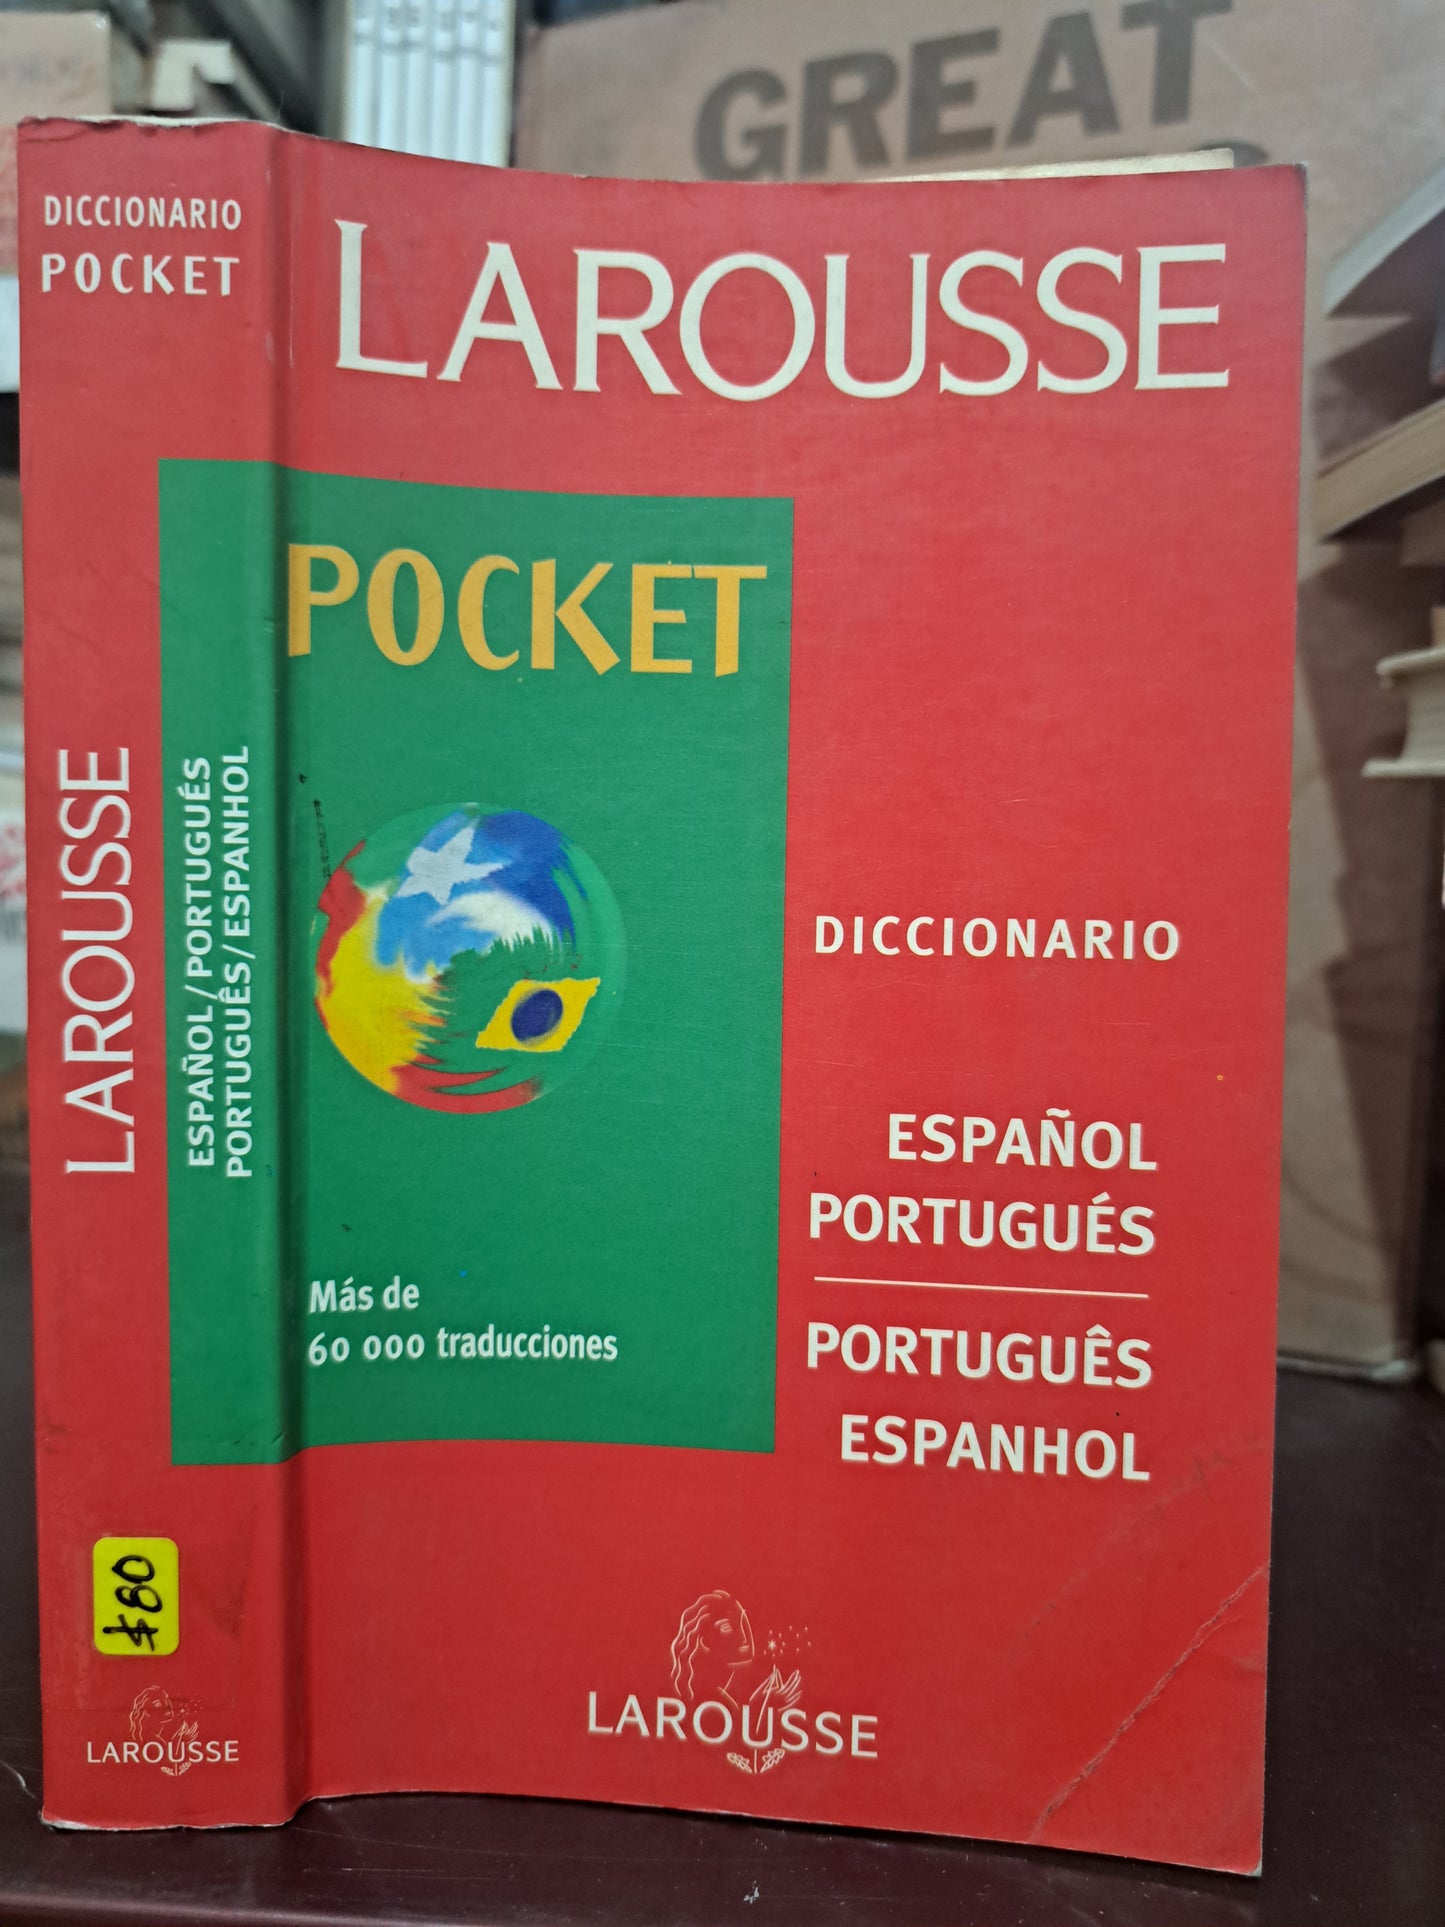 GREAT
DICCIONARIO
POCKET
LAROUSSE
ESPAÑOL / PORTUGUÉS
PORTUGUÊS / ESPANHOL
$80
LAROUSSE
LAROUSSE
POCKET
Más de
60 000 traducciones
DICCIONARIO
ESPAÑOL
PORTUGUÉS
PORTUGUÊS
ESPANHOL
LAROUSSE